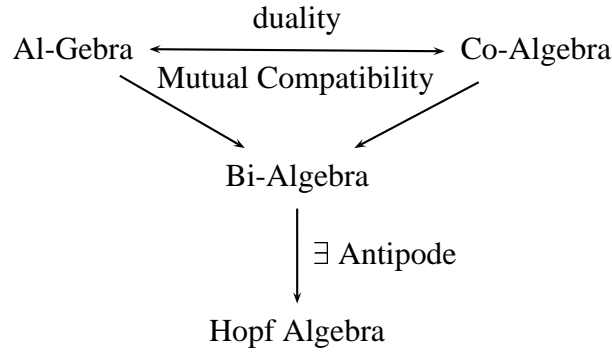 duality
Al-Gebra
Co-Algebra
Mutual Compatibility
Bi-Algebra
∃ Antipode
Hopf Algebra